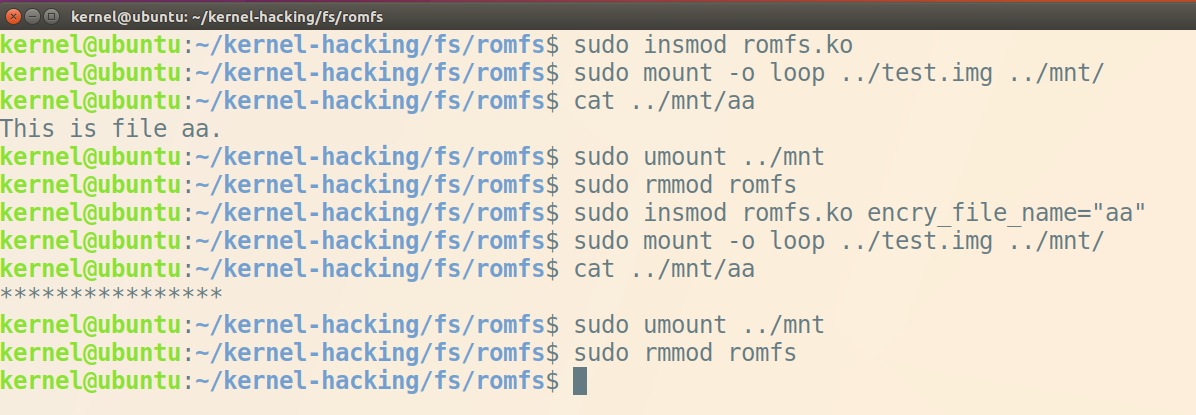 kernel@ubuntu: ~/kernel-hacking/fs/romfs
kernel@ubuntu:~/kernel-hacking/fs/romfs$ sudo insmod romfs.ko
kernel@ubuntu:~/kernel-hacking/fs/romfs$ sudo mount -o loop ../test.img ../mnt/
kernel@ubuntu:~/kernel-hacking/fs/romfs$ cat ../mnt/aa
This is file aa.
kernel@ubuntu:~/kernel-hacking/fs/romfs$ sudo umount ../mnt
kernel@ubuntu:~/kernel-hacking/fs/romfs$ sudo rmmod romfs
kernel@ubuntu:~/kernel-hacking/fs/romfs$ sudo insmod romfs.ko encry_file_name="aa"
kernel@ubuntu:~/kernel-hacking/fs/romfs$ sudo mount -o loop ../test.img ../mnt/
kernel@ubuntu:~/kernel-hacking/fs/romfs$ cat ../mnt/aa
****************
kernel@ubuntu:~/kernel-hacking/fs/romfs$ sudo umount ../mnt
kernel@ubuntu:~/kernel-hacking/fs/romfs$ sudo rmmod romfs
kernel@ubuntu:~/kernel-hacking/fs/romfs$